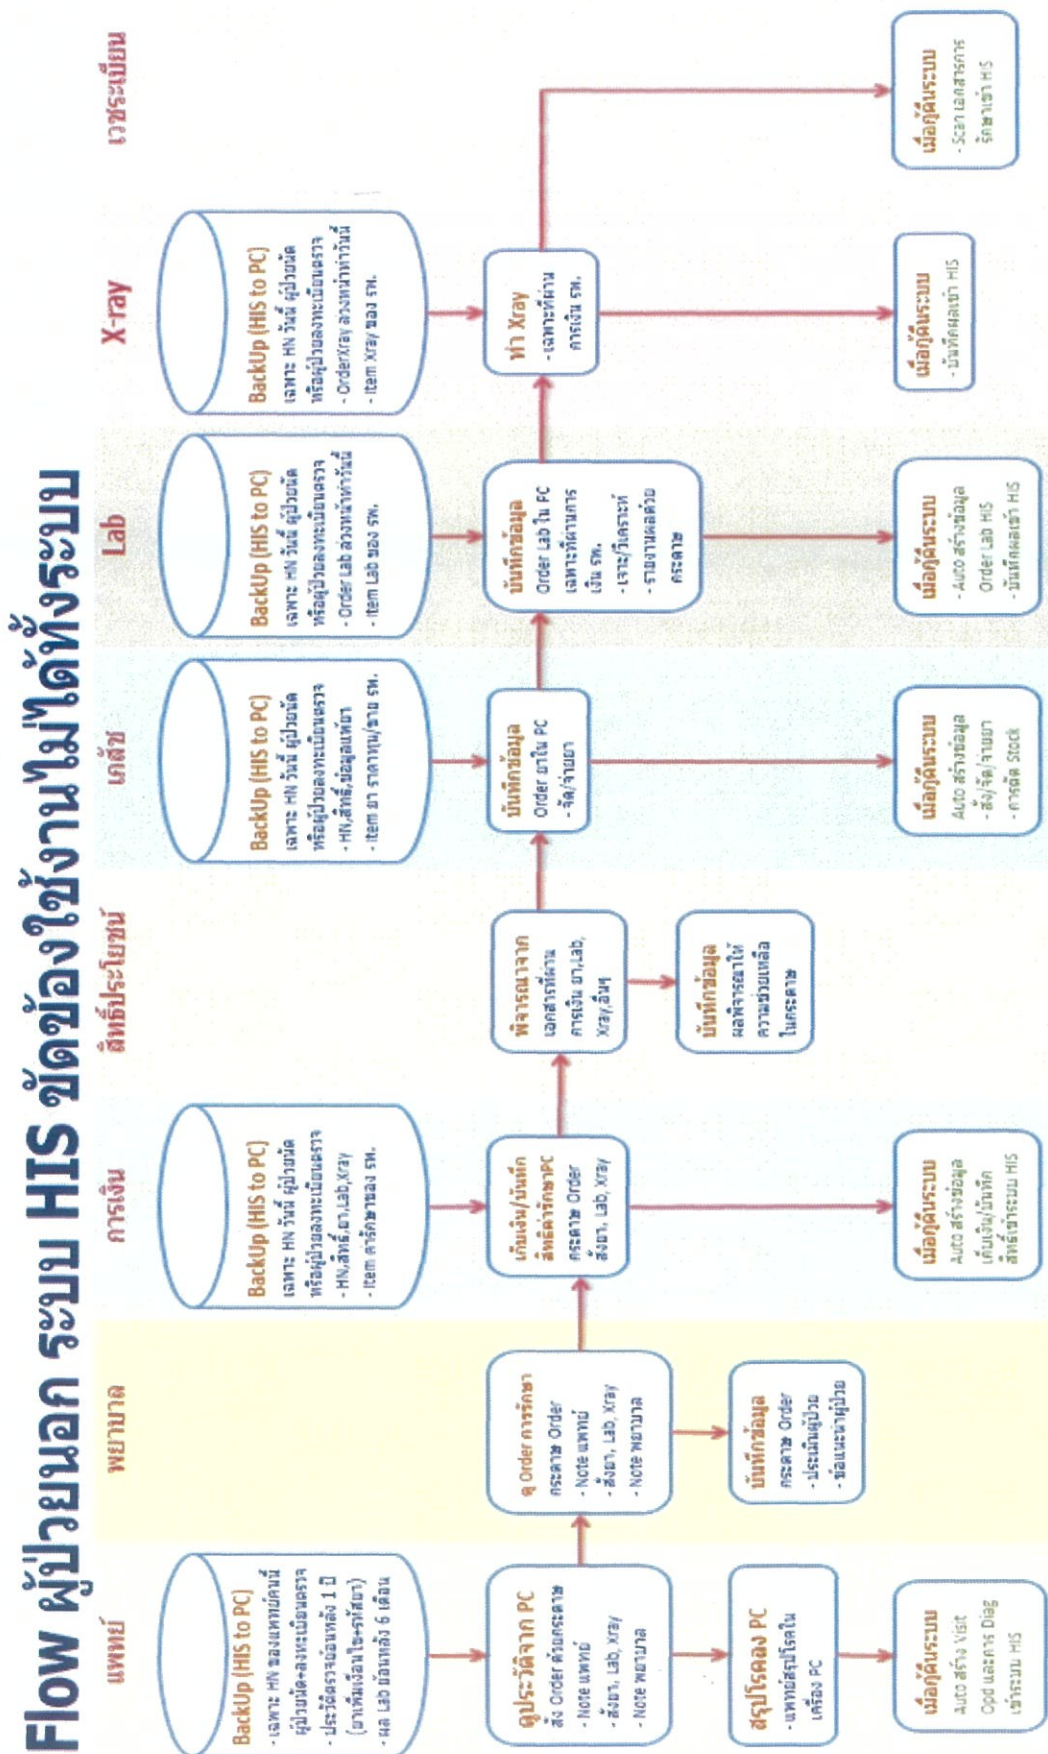 Flow ผู้ป่วยนอก ระบบ HIS ขัดข้องใช้งานไม่ได้ทั้งระบบ
แพทย์
พยาบาล
การเงิน
สิทธิ์ประโยชน์
เภสัช
Lab
X-ray
เวชระเบียน
BackUp (HIS to PC)
- เฉพาะ HN ของแพทย์คนนี้
ผู้ป่วยนัด+ลงทะเบียนตรวจ
- ประวัติตรวจย้อนหลัง 1 ปี
(ยาเพิ่มเงื่อนไข+รหัสยา)
- ผล Lab ย้อนหลัง 6 เดือน
BackUp (HIS to PC)
เฉพาะ HN วันนี้ ผู้ป่วยนัด
หรือผู้ป่วยลงทะเบียนตรวจ
- HN,สิทธิ์,ยา,Lab,Xray
- Item ค่ารักษาของ รพ.
BackUp (HIS to PC)
เฉพาะ HN วันนี้ ผู้ป่วยนัด
หรือผู้ป่วยลงทะเบียนตรวจ
- HN,สิทธิ์,ข้อมูลแพ้ยา
- Item ยา ราคาทุน/ขาย รพ.
BackUp (HIS to PC)
เฉพาะ HN วันนี้ ผู้ป่วยนัด
หรือผู้ป่วยลงทะเบียนตรวจ
- Order Lab ล่วงหน้าทำวันนี้
- Item Lab ของ รพ.
BackUp (HIS to PC)
เฉพาะ HN วันนี้ ผู้ป่วยนัด
หรือผู้ป่วยลงทะเบียนตรวจ
- OrderXray ล่วงหน้าทำวันนี้
- Item Xray ของ รพ.
ดูประวัติจาก PC
สั่ง Order ด้วยกระดาษ
- Note แพทย์
- สั่งยา, Lab, Xray
- Note พยาบาล
ดู Order การรักษา
กระดาษ Order
- Note แพทย์
- สั่งยา, Lab, Xray
- Note พยาบาล
เก็บเงิน/บันทึก
สิทธิ์ค่ารักษาPC
กระดาษ Order
สั่งยา, Lab, Xray
พิจารณาจาก
เอกสารที่ผ่าน
การเงิน ยา,Lab,
Xray,อื่นๆ
บันทึกข้อมูล
Order ยาใน PC
- จัด/จ่ายยา
บันทึกข้อมูล
Order Lab ใน PC
เฉพาะที่ผ่านการ
เงิน รพ.
- เจาะ/วิเคราะห์
- รายงานผลด้วย
กระดาษ
ทำ Xray
- เฉพาะที่ผ่าน
การเงิน รพ.
สรุปโรคลง PC
- แพทย์สรุปโรคใน
เครื่อง PC
บันทึกข้อมูล
กระดาษ Order
- ประเมินผู้ป่วย
- ข้อแนะนำผู้ป่วย
บันทึกข้อมูล
ผลพิจารณาให้
ความช่วยเหลือ
ในกระดาษ
เมื่อกู้คืนระบบ
Auto สร้าง Visit
Opd และการ Diag
เข้าระบบ HIS
เมื่อกู้คืนระบบ
Auto สร้างข้อมูล
เก็บเงิน/บันทึก
สิทธิ์เข้าระบบ HIS
เมื่อกู้คืนระบบ
Auto สร้างข้อมูล
- สั่ง/จัด/จ่ายยา
- การตัด Stock
เมื่อกู้คืนระบบ
- Auto สร้างข้อมูล
Order Lab HIS
- บันทึกผลเข้า HIS
เมื่อกู้คืนระบบ
- บันทึกผลเข้า HIS
เมื่อกู้คืนระบบ
- Scan เอกสารการ
รักษาเข้า HIS